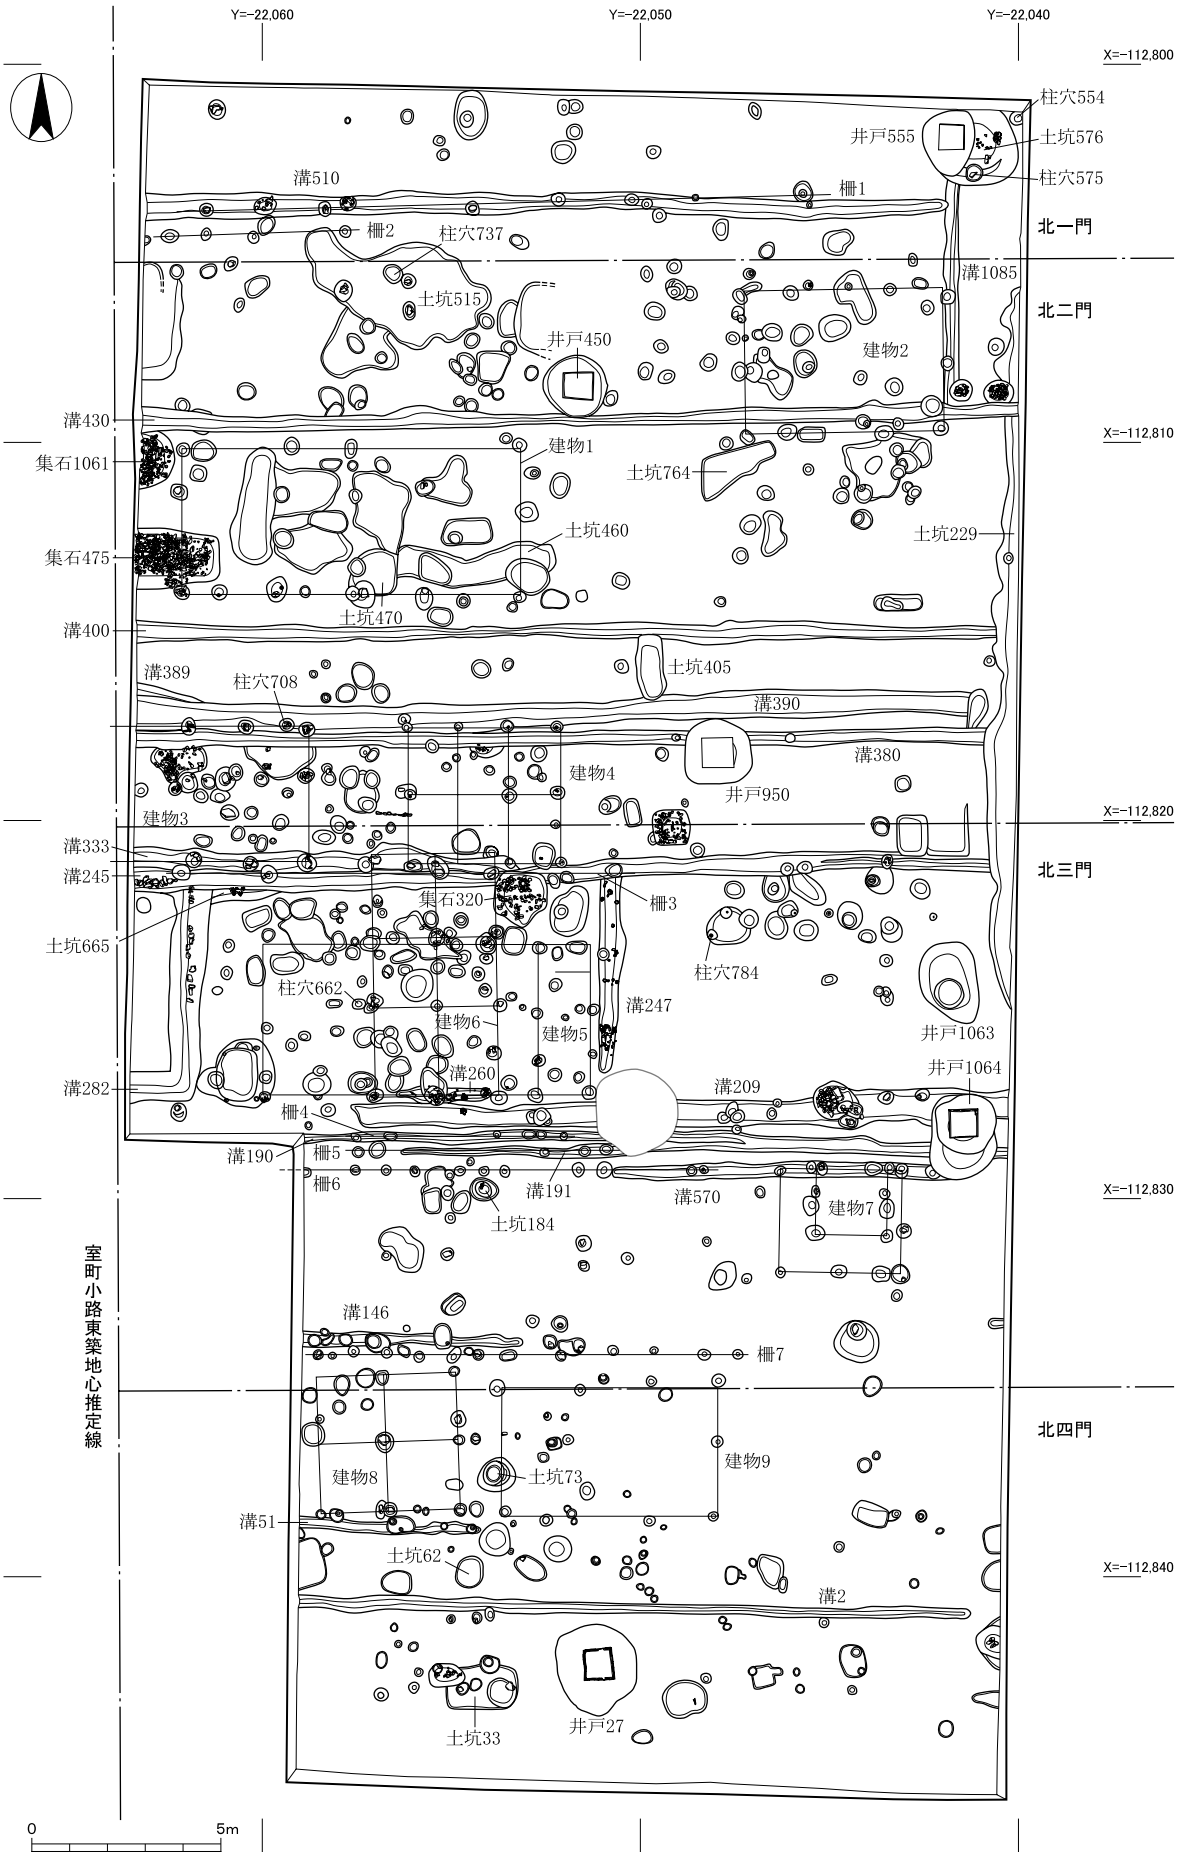 Y=-22,060
Y=-22,050
Y=-22,040
X=-112,800
柱穴554
井戸555
土坑576
柱穴575
溝510
柵1
柵2
柱穴737
北一門
溝1085
土坑515
北二門
井戸450
建物2
溝430
X=-112,810
建物1
集石1061
土坑764
土坑460
土坑229
集石475
土坑470
溝400
溝389
土坑405
柱穴708
溝390
溝380
建物4
井戸950
X=-112,820
建物3
溝333
北三門
溝245
集石320
柵3
土坑665
柱穴784
柱穴662
溝247
建物6
建物5
井戸1063
溝260
井戸1064
溝282
溝209
柵4
溝190
柵5
柵6
溝191
溝570
X=-112,830
建物7
土坑184
室町小路東築地心推定線
溝146
柵7
北四門
建物8
土坑73
建物9
溝51
土坑62
X=-112,840
溝2
土坑33
井戸27
0
5m